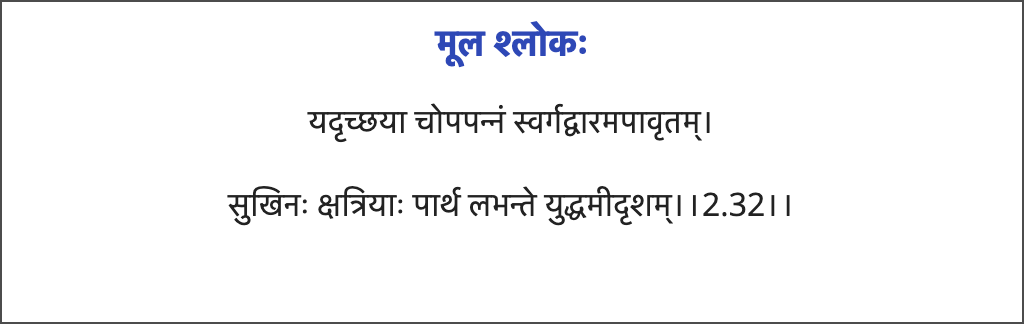 मूल श्लोकः
यदृच्छया चोपपन्नं स्वर्गद्वारमपावृतम्।
सुखिनः क्षत्रियाः पार्थ लभन्ते युद्धमीदृशम्।।2.32।।